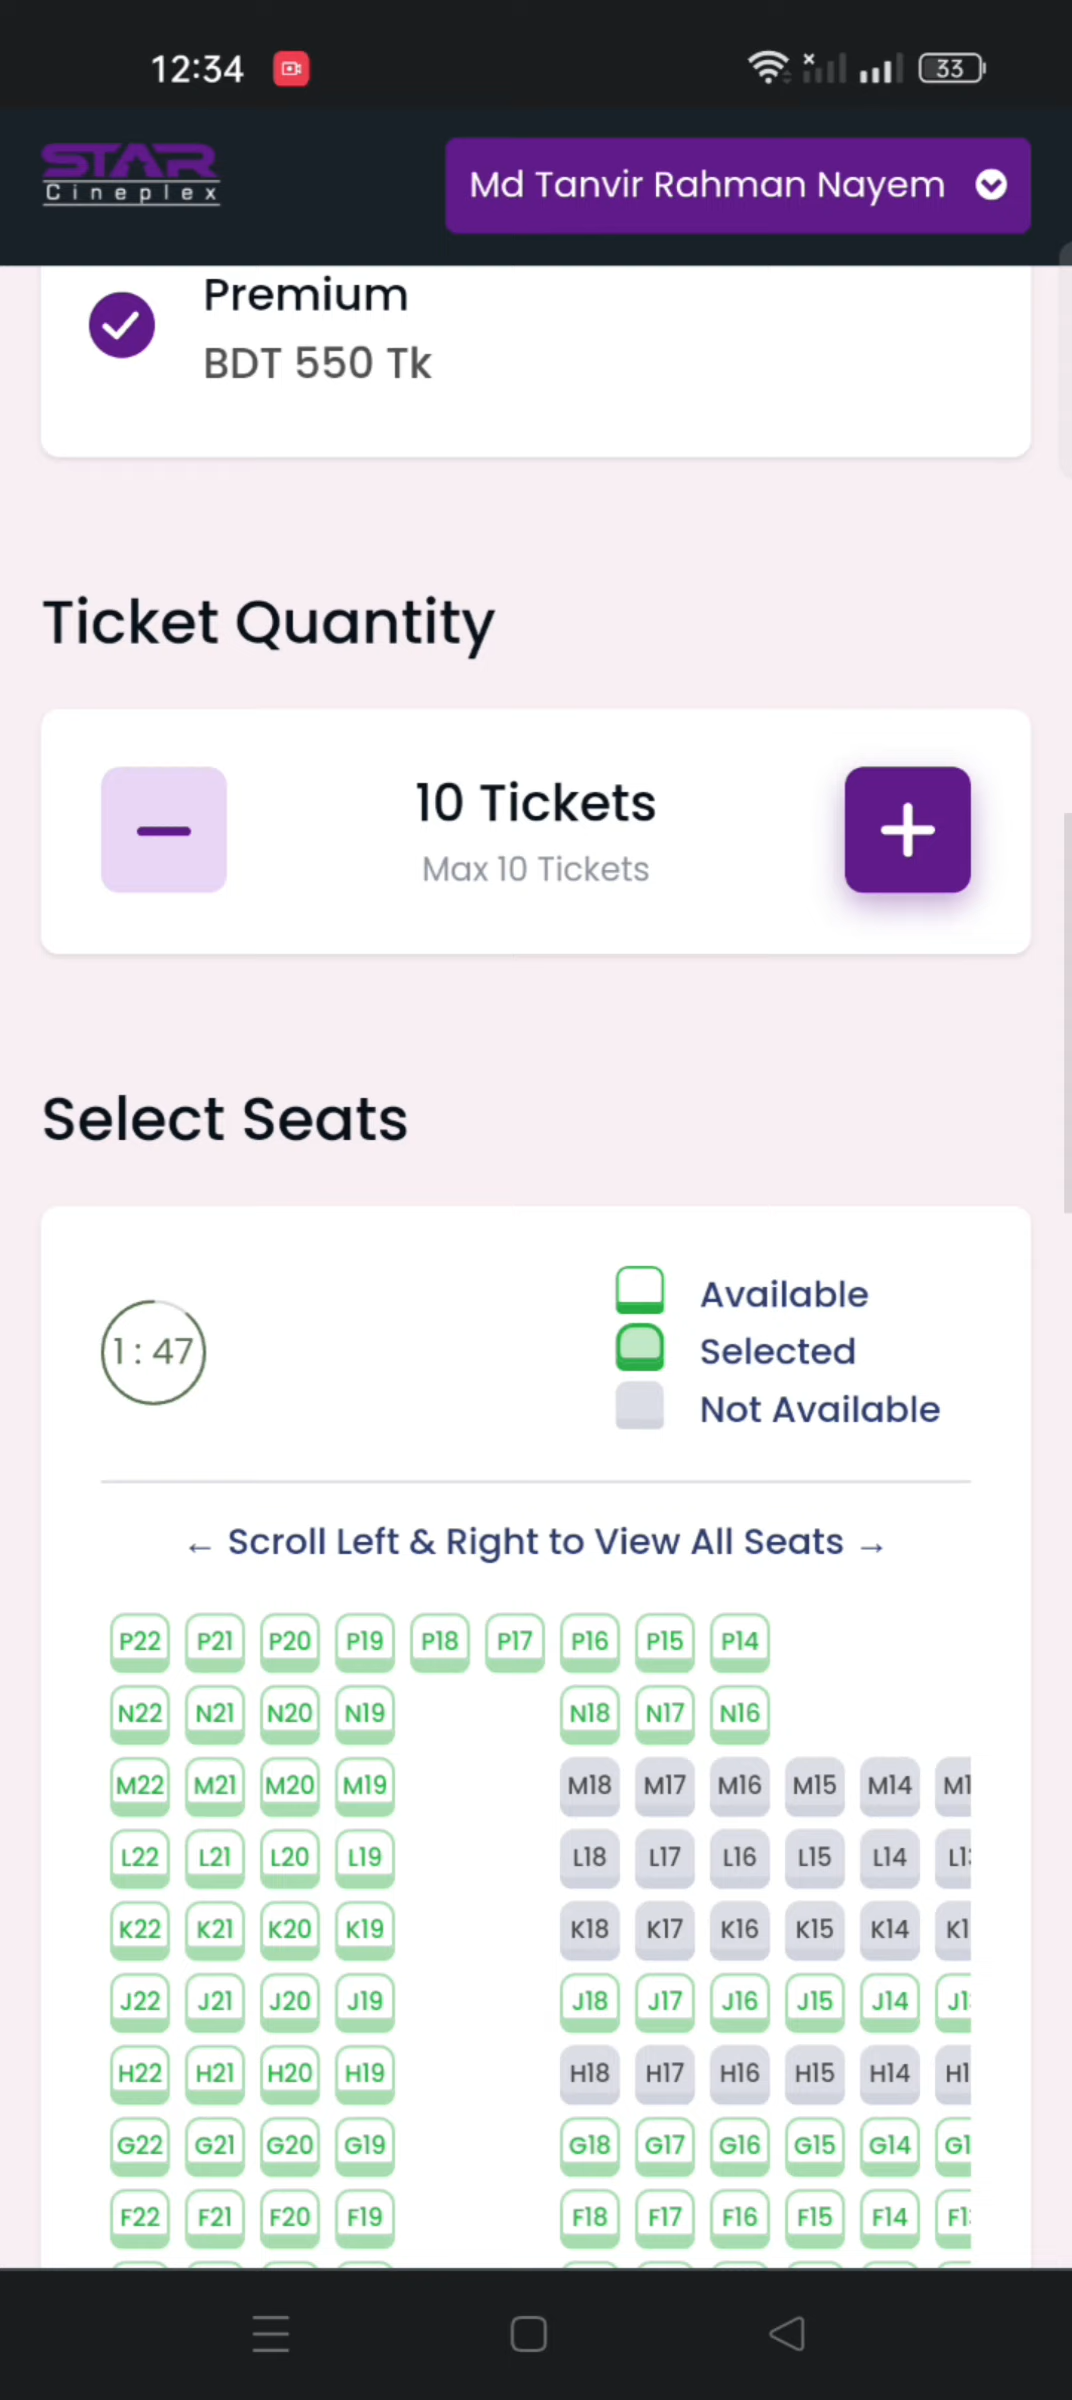 12:34
33
STAR
Cineplex
Md Tanvir Rahman Nayem
Premium
BDT 550 Tk
Ticket Quantity
10 Tickets
Max 10 Tickets
Select Seats
1 : 47
Available
Selected
Not Available
← Scroll Left & Right to View All Seats →
P22 P21 P20 P19 P18 P17 P16 P15 P14
N22 N21 N20 N19 N18 N17 N16
M22 M21 M20 M19 M18 M17 M16 M15 M14
L22 L21 L20 L19 L18 L17 L16 L15 L14
K22 K21 K20 K19 K18 K17 K16 K15 K14
J22 J21 J20 J19 J18 J17 J16 J15 J14
H22 H21 H20 H19 H18 H17 H16 H15 H14
G22 G21 G20 G19 G18 G17 G16 G15 G14
F22 F21 F20 F19 F18 F17 F16 F15 F14